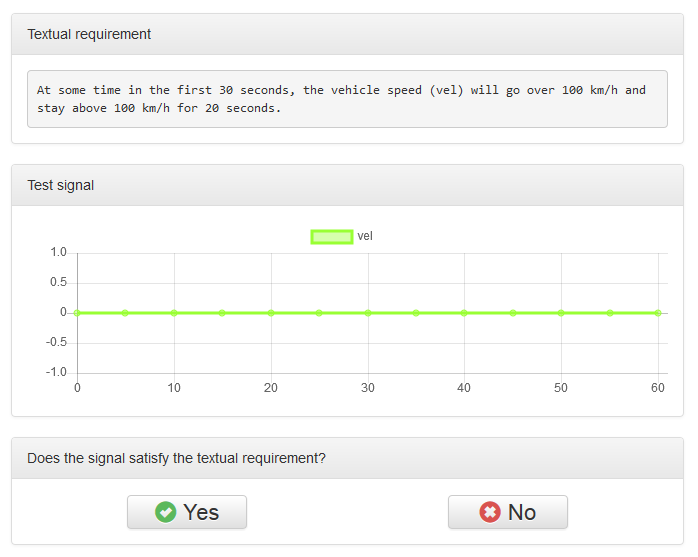 Textual requirement
At some time in the first 30 seconds, the vehicle speed (vel) will go over 100 km/h and
stay above 100 km/h for 20 seconds.
Test signal
vel
1.0
0.5
0
-0.5
-1.0
0 10 20 30 40 50 60
Does the signal satisfy the textual requirement?
Yes No